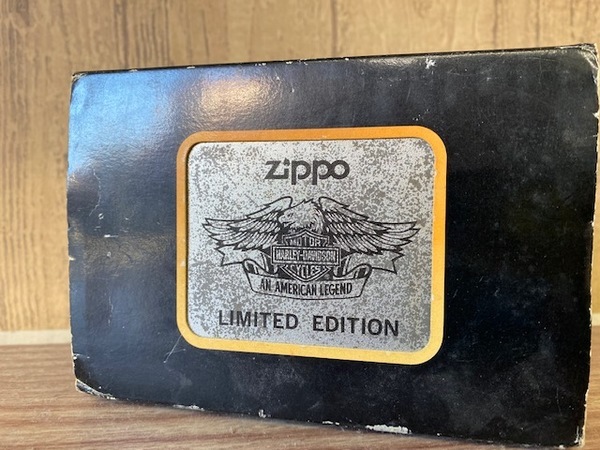 zippo
MOTOR
HARLEY-DAVIDSON
CYCLES
AN AMERICAN LEGEND
LIMITED EDITION